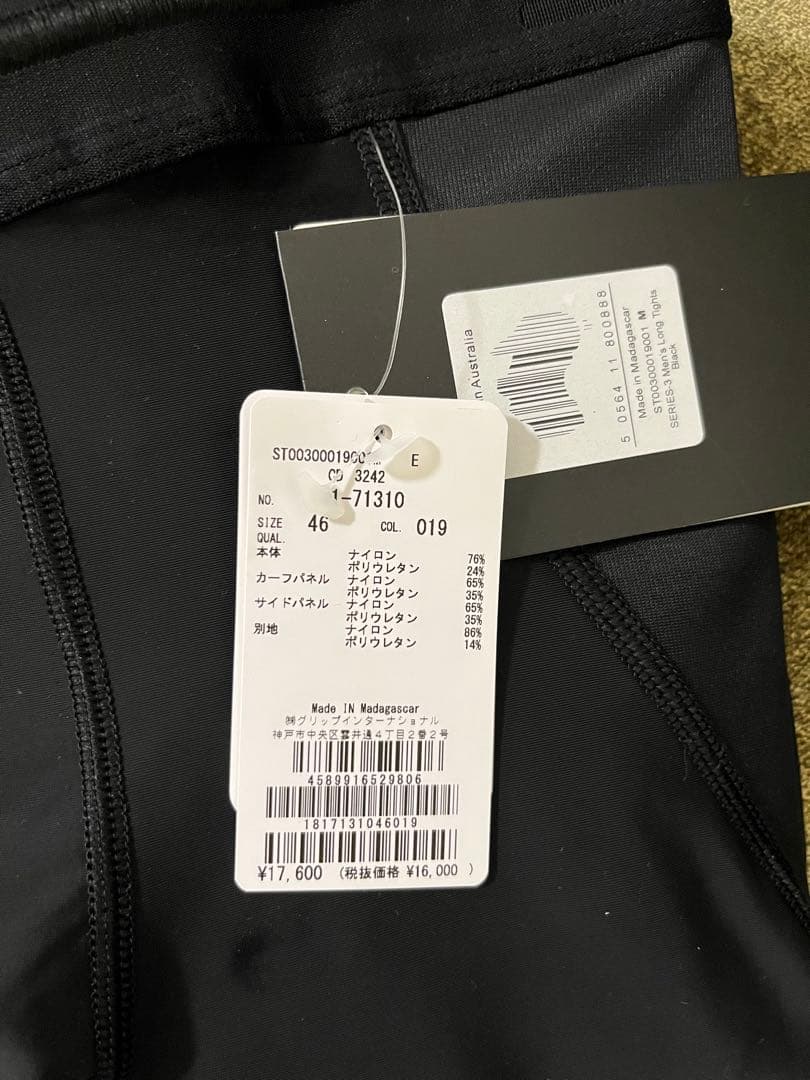 n Australia
5 0564 11 800888
Made in Madagascar
ST00300019001 M
SERIES-3 Men's Long Tights
Black
E
3242
NO. 1-71310
SIZE 46 COL. 019
QUAL.
本体 ナイロン 76%
ポリウレタン 24%
カーフパネル ナイロン 65%
ポリウレタン 35%
サイドパネル ナイロン 65%
ポリウレタン 35%
別地 ナイロン 86%
ポリウレタン 14%
Made IN Madagascar
㈱グリップインターナショナル
神戸市中央区雲井通4丁目2番2号
4589916529806
1817131046019
¥17,600 (税抜価格 ¥16,000 )